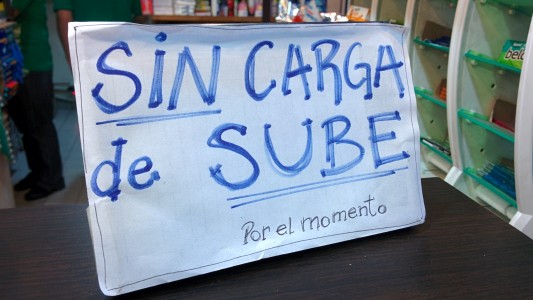 SiN CARGA
de SUBE
Por el momento